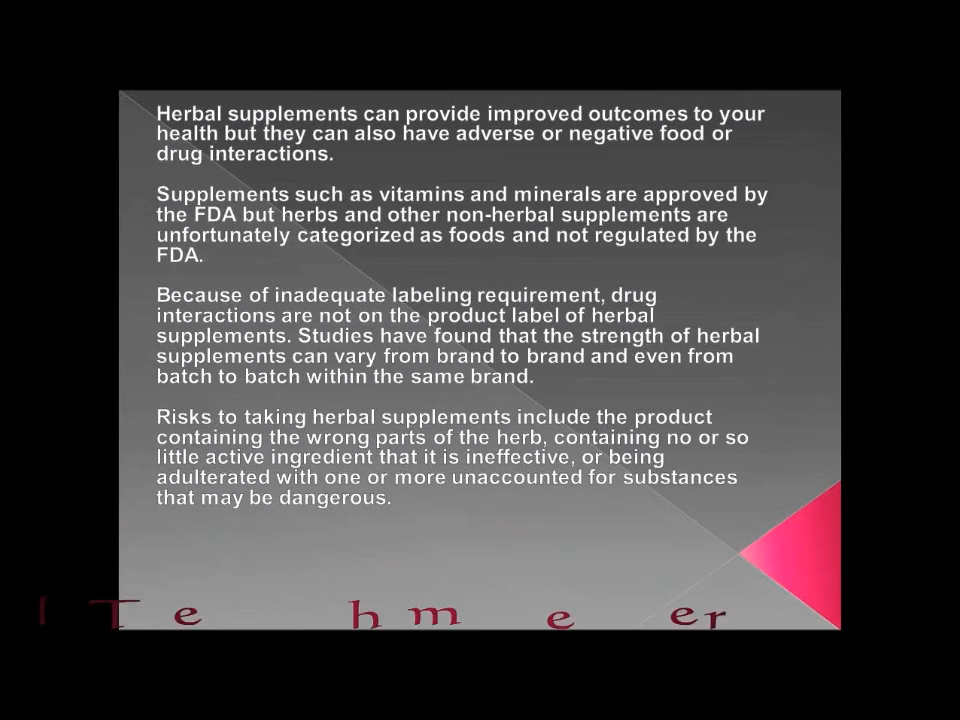 Herbal supplements can provide improved outcomes to your
health but they can also have adverse or negative food or
drug interactions.
Supplements such as vitamins and minerals are approved by
the FDA but herbs and other non-herbal supplements are
unfortunately categorized as foods and not regulated by the
FDA.
Because of inadequate labeling requirement, drug
interactions are not on the product label of herbal
supplements. Studies have found that the strength of herbal
supplements can vary from brand to brand and even from
batch to batch within the same brand.
Risks to taking herbal supplements include the product
containing the wrong parts of the herb, containing no or so
little active ingredient that it is ineffective, or being
adulterated with one or more unaccounted for substances
that may be dangerous.